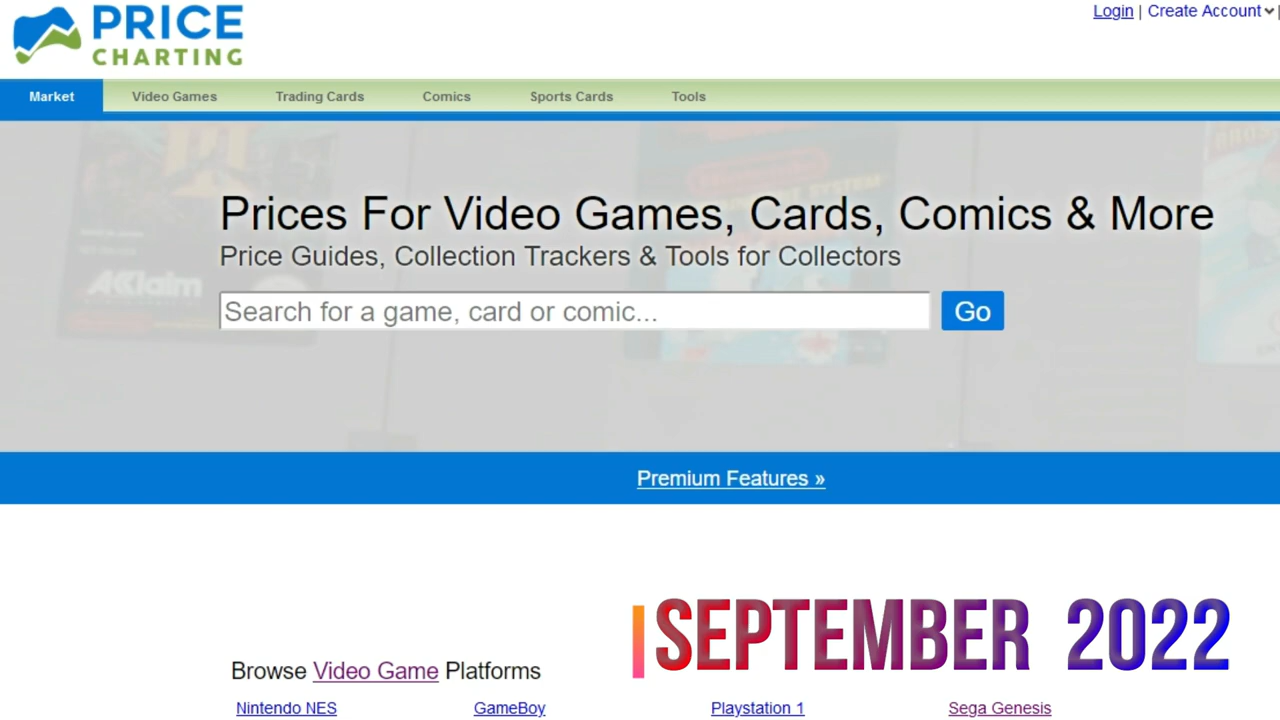 PRICE
CHARTING
Login | Create Account
Market Video Games Trading Cards Comics Sports Cards Tools
Prices For Video Games, Cards, Comics & More
Price Guides, Collection Trackers & Tools for Collectors
Search for a game, card or comic... Go
Acclaim
Premium Features »
SEPTEMBER 2022
Browse Video Game Platforms
Nintendo NES GameBoy Playstation 1 Sega Genesis